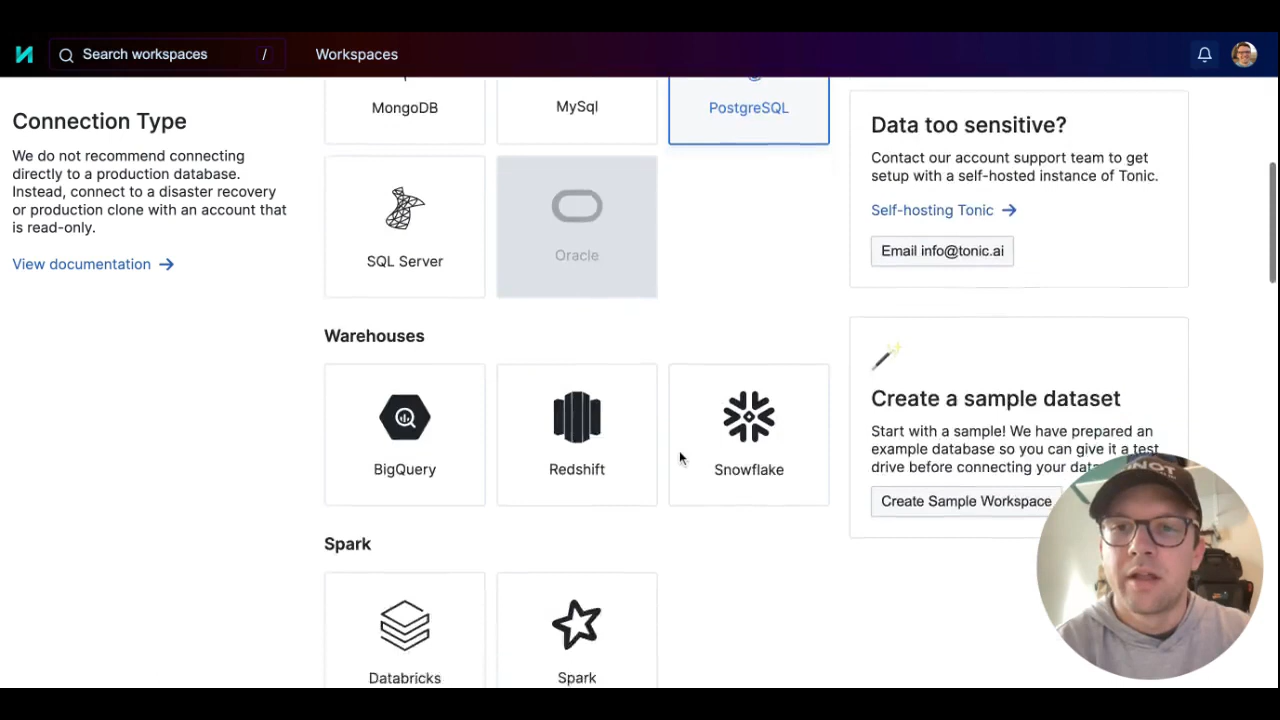 Search workspaces
/
Workspaces
Connection Type
We do not recommend connecting
directly to a production database.
Instead, connect to a disaster recovery
or production clone with an account that
is read-only.
View documentation
MongoDB
MySql
PostgreSQL
SQL Server
Oracle
Warehouses
BigQuery
Redshift
Snowflake
Spark
Databricks
Spark
Data too sensitive?
Contact our account support team to get
setup with a self-hosted instance of Tonic.
Self-hosting Tonic
Email info@tonic.ai
Create a sample dataset
Start with a sample! We have prepared an
example database so you can give it a test
drive before connecting your
Create Sample Workspace